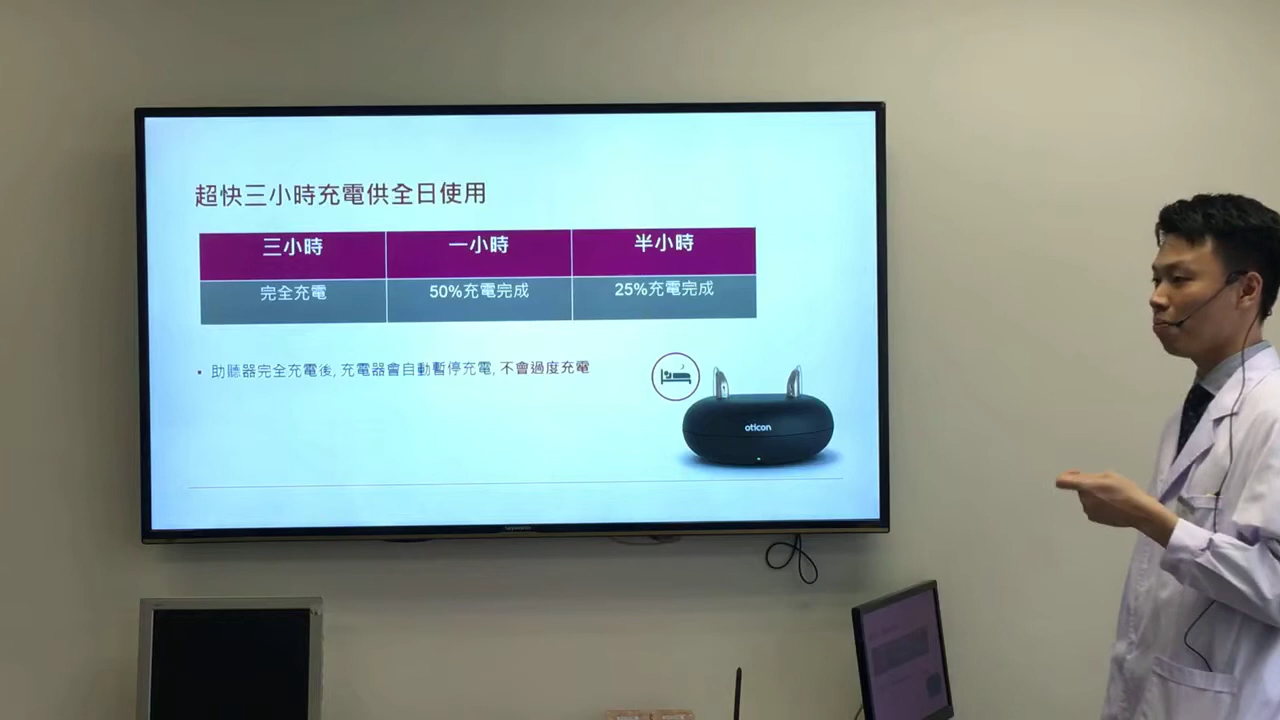 超快三小時充電供全日使用
三小時 一小時 半小時
完全充電 50%充電完成 25%充電完成
• 助聽器完全充電後, 充電器會自動暫停充電, 不會過度充電
oticon